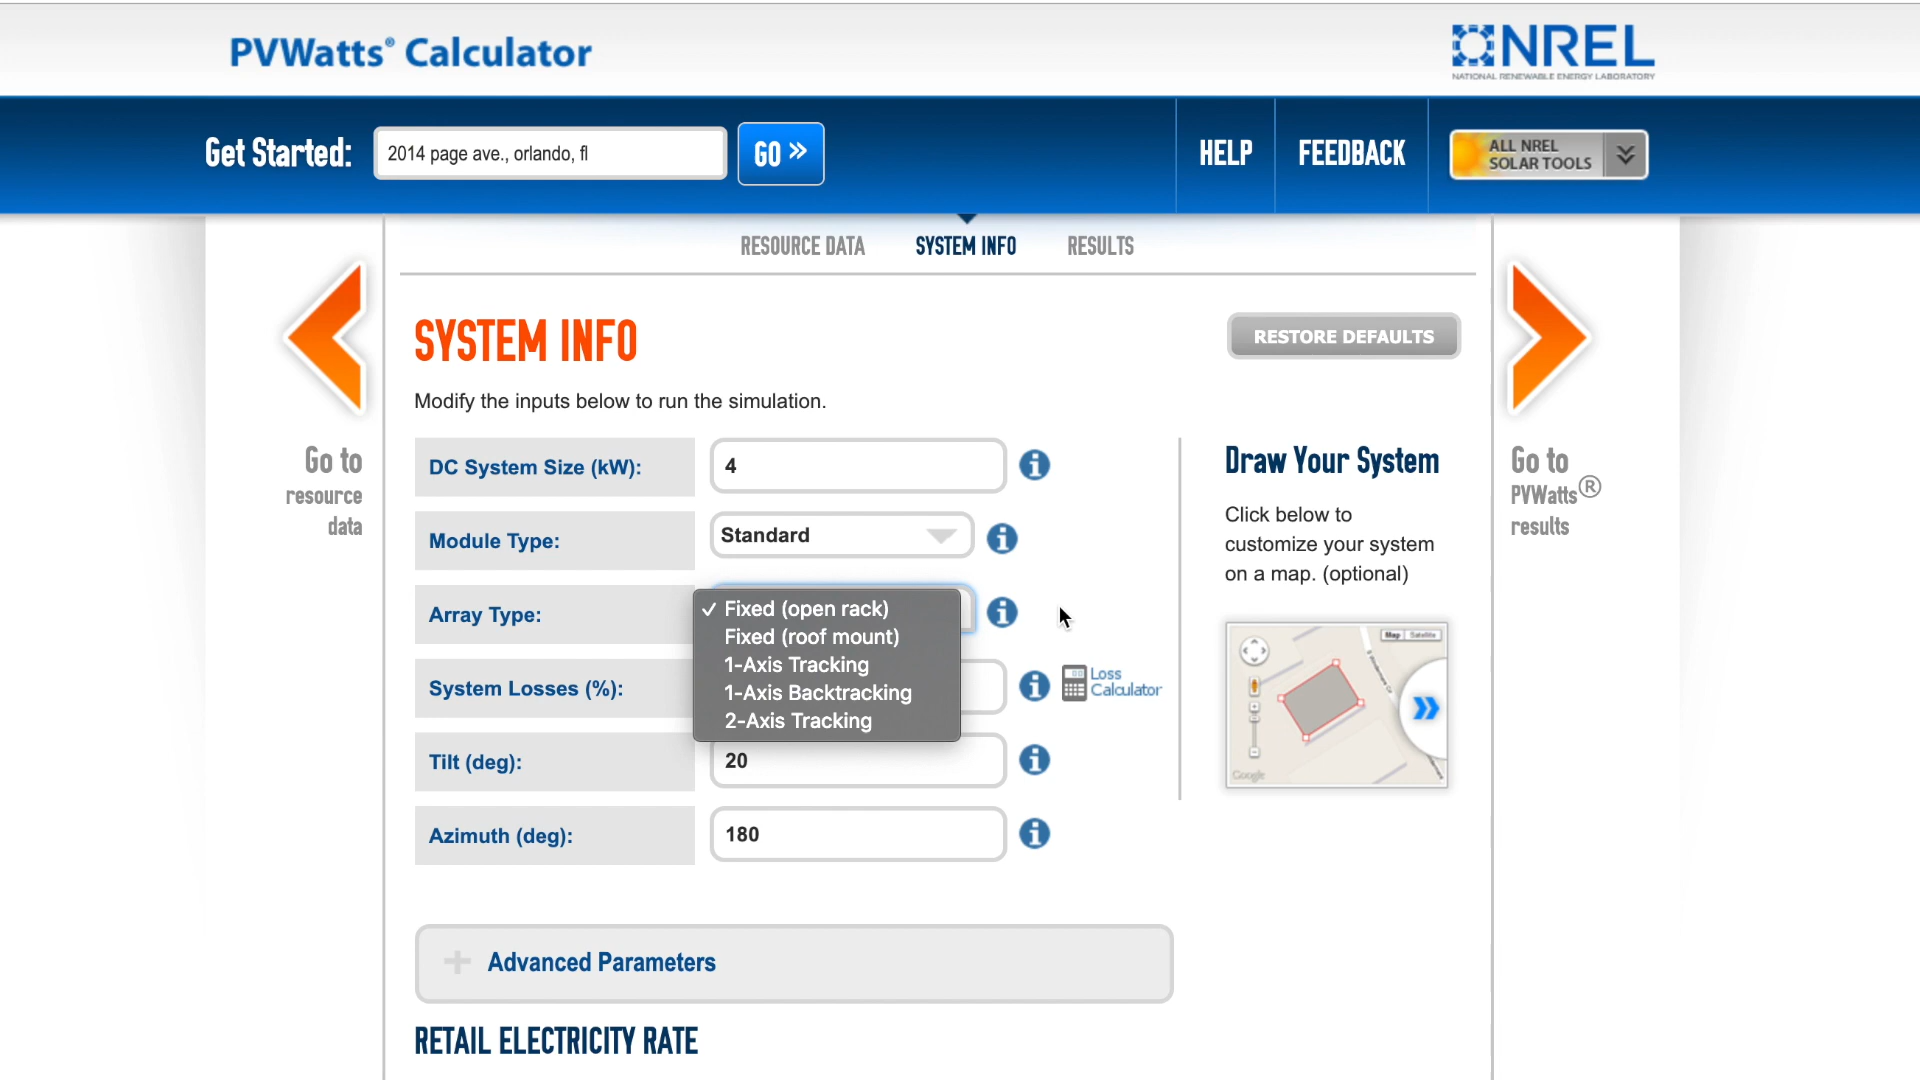 PVWatts® Calculator
NREL
NATIONAL RENEWABLE ENERGY LABORATORY
Get Started:
2014 page ave., orlando, fl
GO »
HELP
FEEDBACK
ALL NREL
SOLAR TOOLS
RESOURCE DATA
SYSTEM INFO
RESULTS
SYSTEM INFO
RESTORE DEFAULTS
Modify the inputs below to run the simulation.
Go to
resource
data
DC System Size (kW):
4
Module Type:
Standard
Array Type:
✓ Fixed (open rack)
Fixed (roof mount)
1-Axis Tracking
1-Axis Backtracking
2-Axis Tracking
System Losses (%):
Loss
Calculator
Tilt (deg):
20
Azimuth (deg):
180
Draw Your System
Click below to
customize your system
on a map. (optional)
Map
Satellite
Google
Go to
PVWatts®
results
+ Advanced Parameters
RETAIL ELECTRICITY RATE